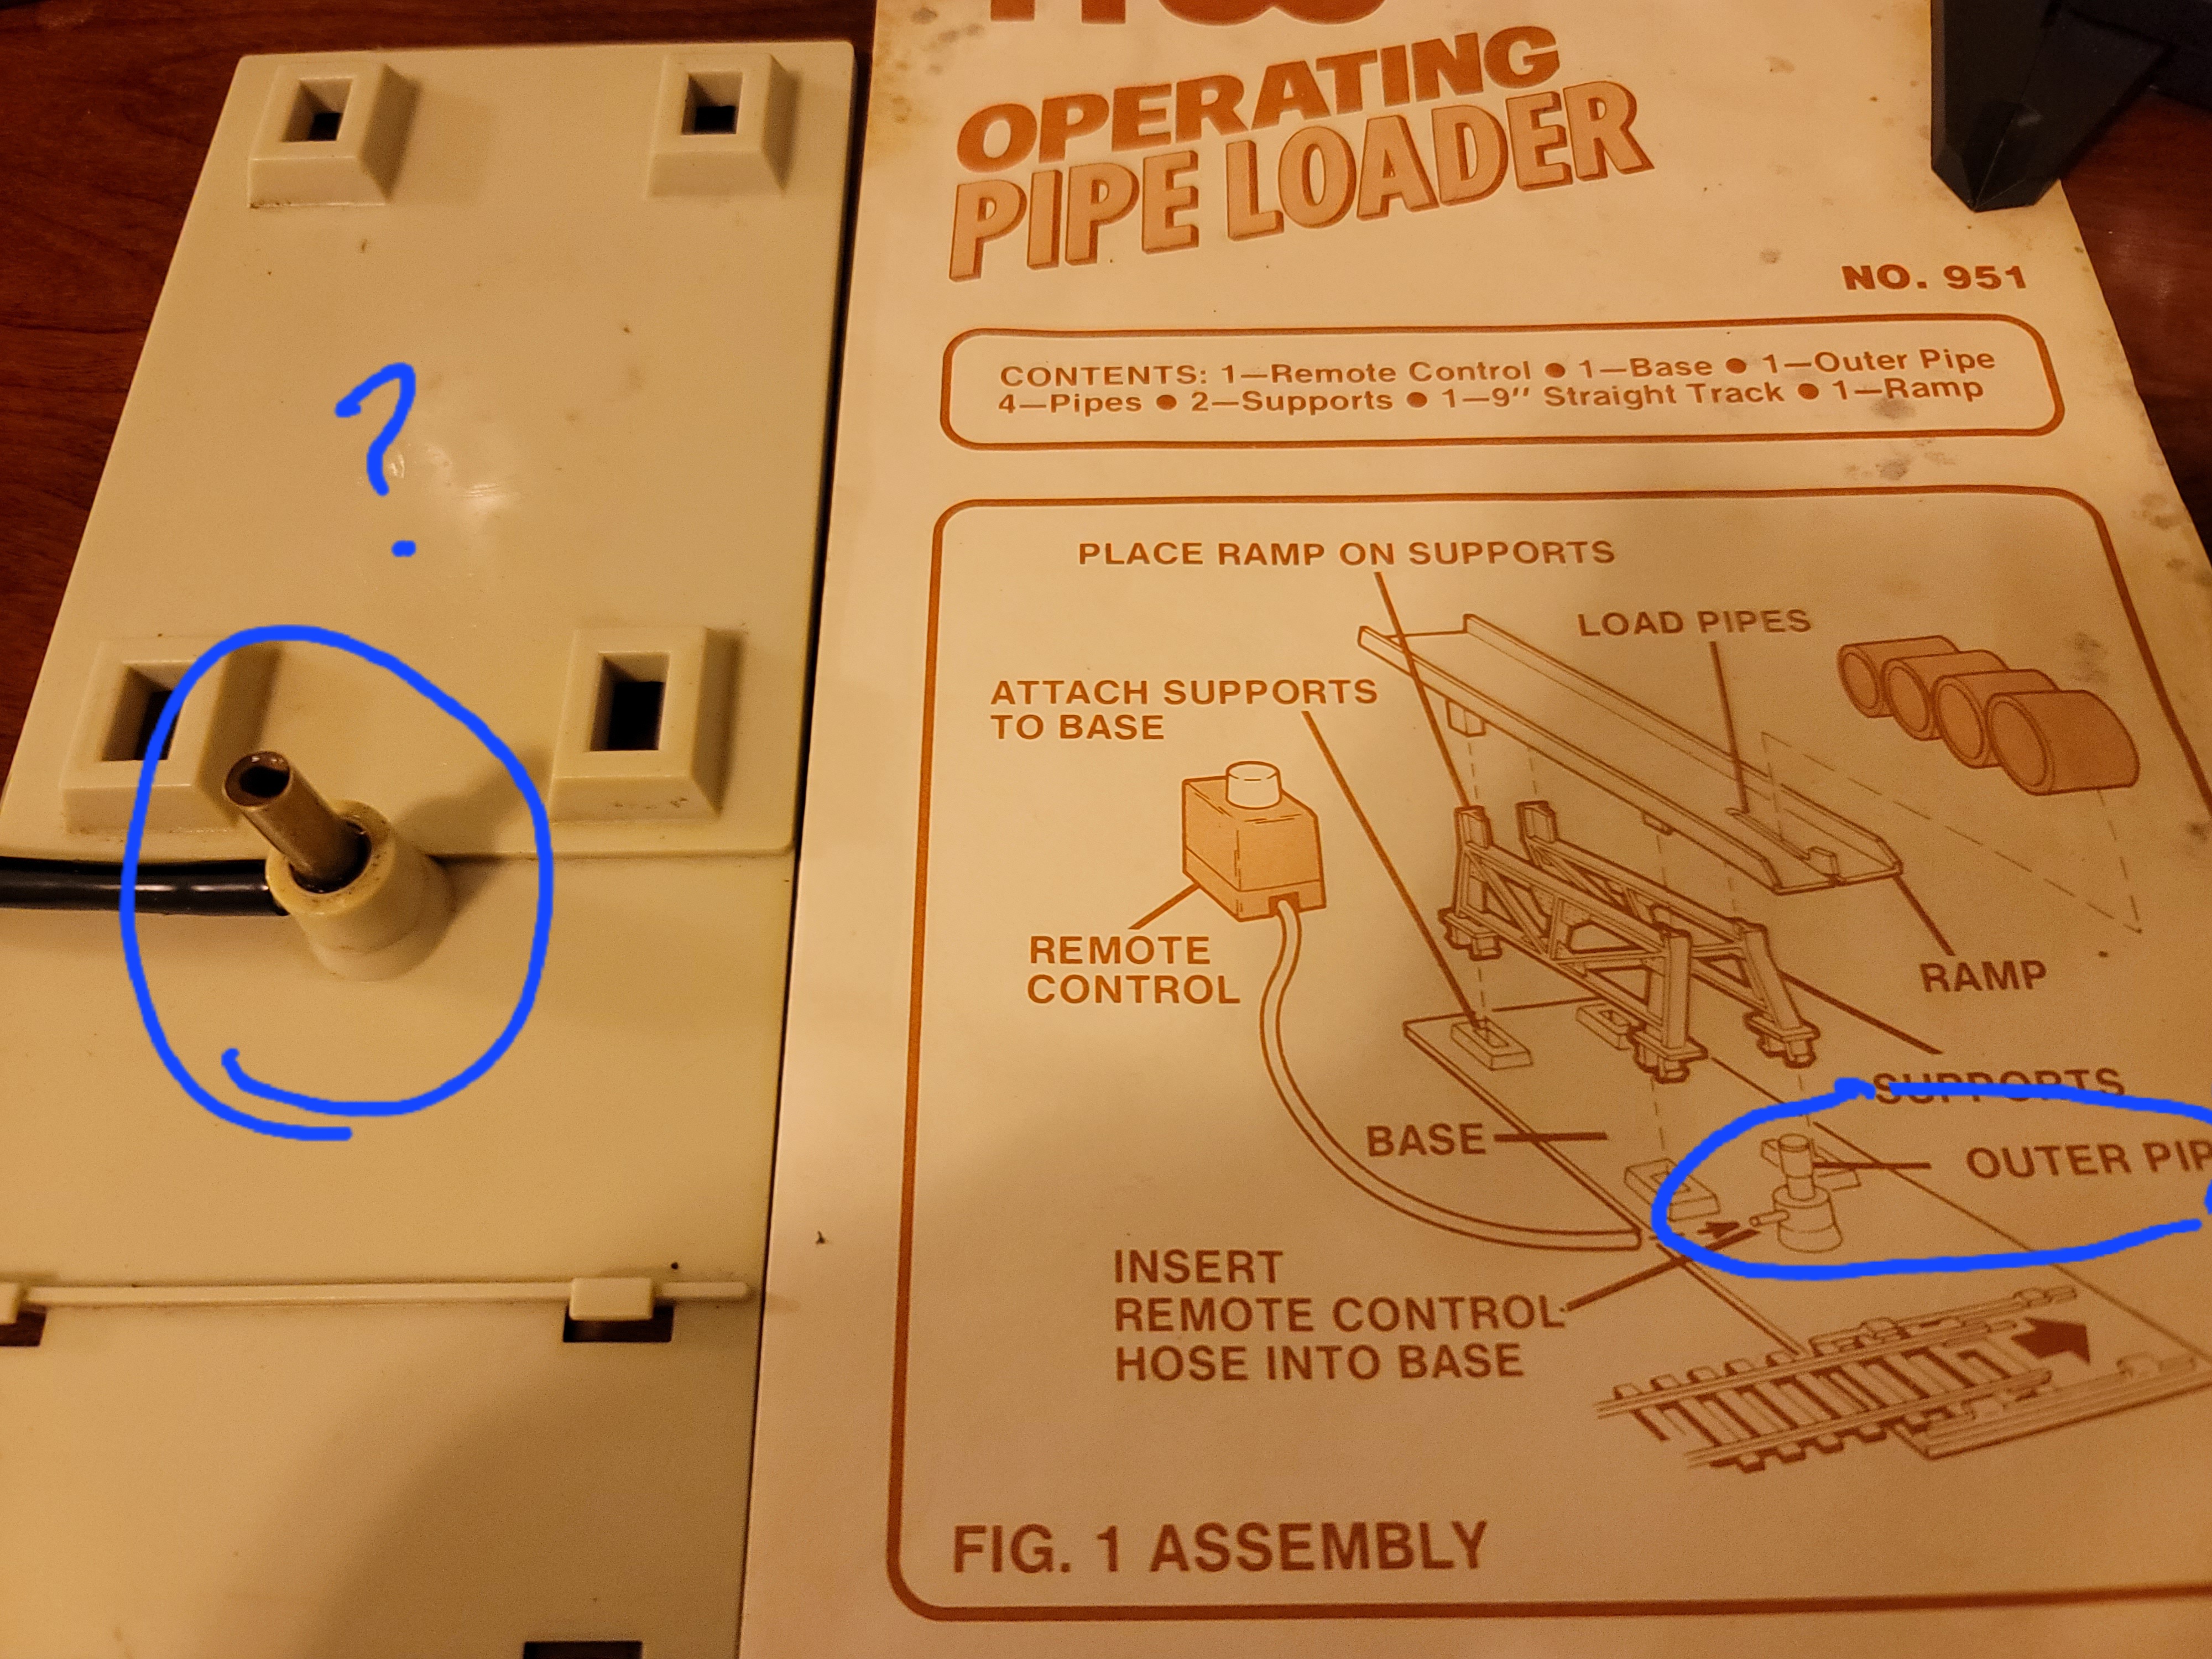 ?
OPERATING
PIPE LOADER
NO. 951
CONTENTS: 1—Remote Control ● 1—Base ● 1—Outer Pipe
4—Pipes ● 2—Supports ● 1—9" Straight Track ● 1—Ramp
PLACE RAMP ON SUPPORTS
LOAD PIPES
ATTACH SUPPORTS
TO BASE
REMOTE
CONTROL
RAMP
SUPPORTS
BASE
OUTER PIP
INSERT
REMOTE CONTROL
HOSE INTO BASE
FIG. 1 ASSEMBLY